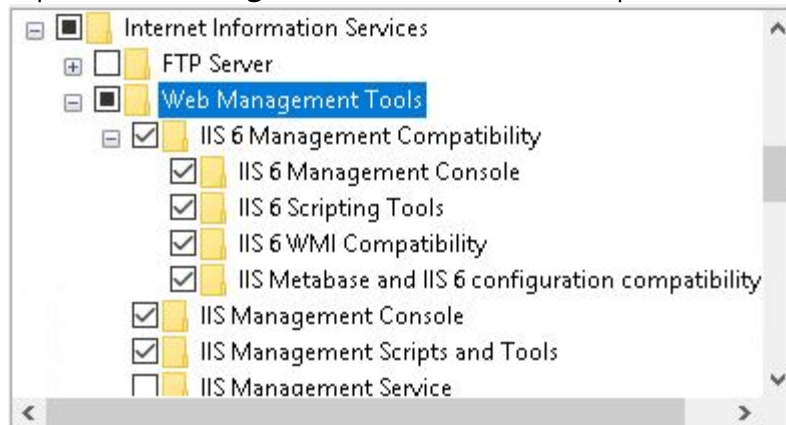 Internet Information Services
FTP Server
Web Management Tools
IIS 6 Management Compatibility
IIS 6 Management Console
IIS 6 Scripting Tools
IIS 6 WMI Compatibility
IIS Metabase and IIS 6 configuration compatibility
IIS Management Console
IIS Management Scripts and Tools
IIS Management Service